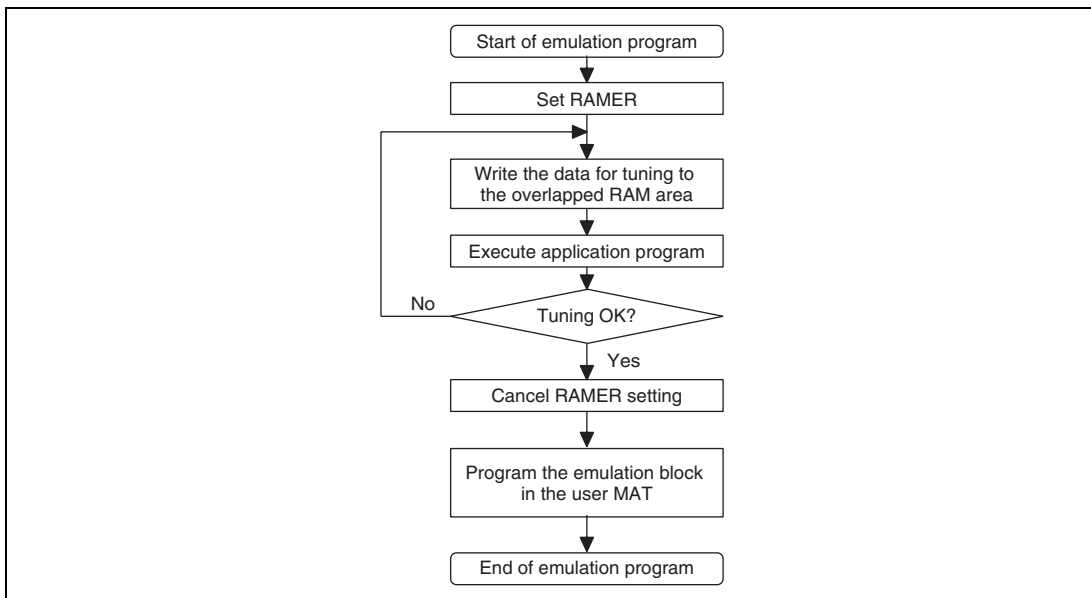 Start of emulation program
Set RAMER
Write the data for tuning to
the overlapped RAM area
Execute application program
No
Tuning OK?
Yes
Cancel RAMER setting
Program the emulation block
in the user MAT
End of emulation program